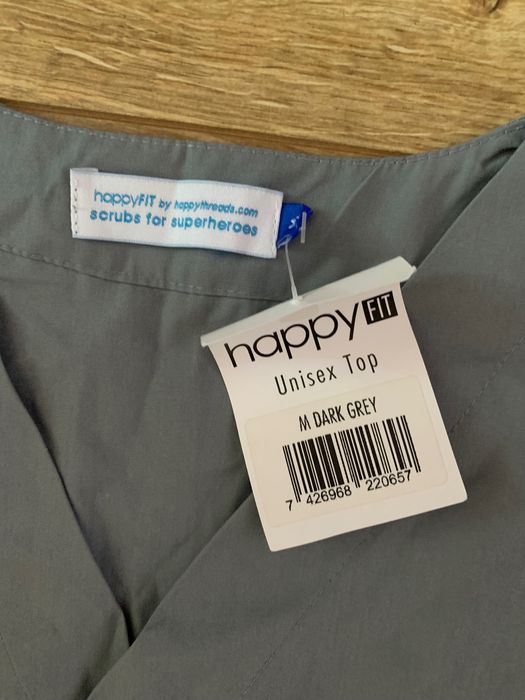 happyFIT by happythreads.com
scrubs for superheroes
happy FIT
Unisex Top
M DARK GREY
7 426968 220657